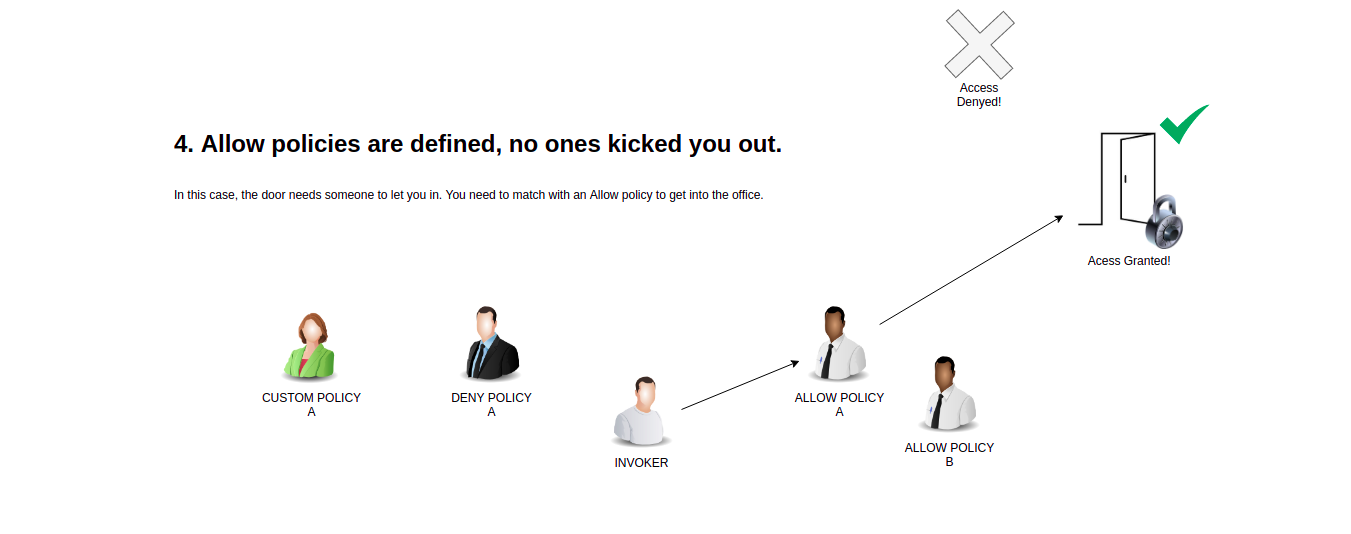 Access
Denyed!
4. Allow policies are defined, no ones kicked you out.
In this case, the door needs someone to let you in. You need to match with an Allow policy to get into the office.
Acess Granted!
CUSTOM POLICY
A
DENY POLICY
A
ALLOW POLICY
A
ALLOW POLICY
B
INVOKER